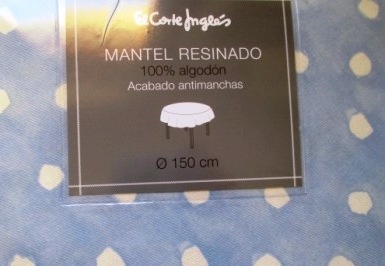 El Corte Inglés
MANTEL RESINADO
100% algodón
Acabado antimanchas
Ø 150 cm